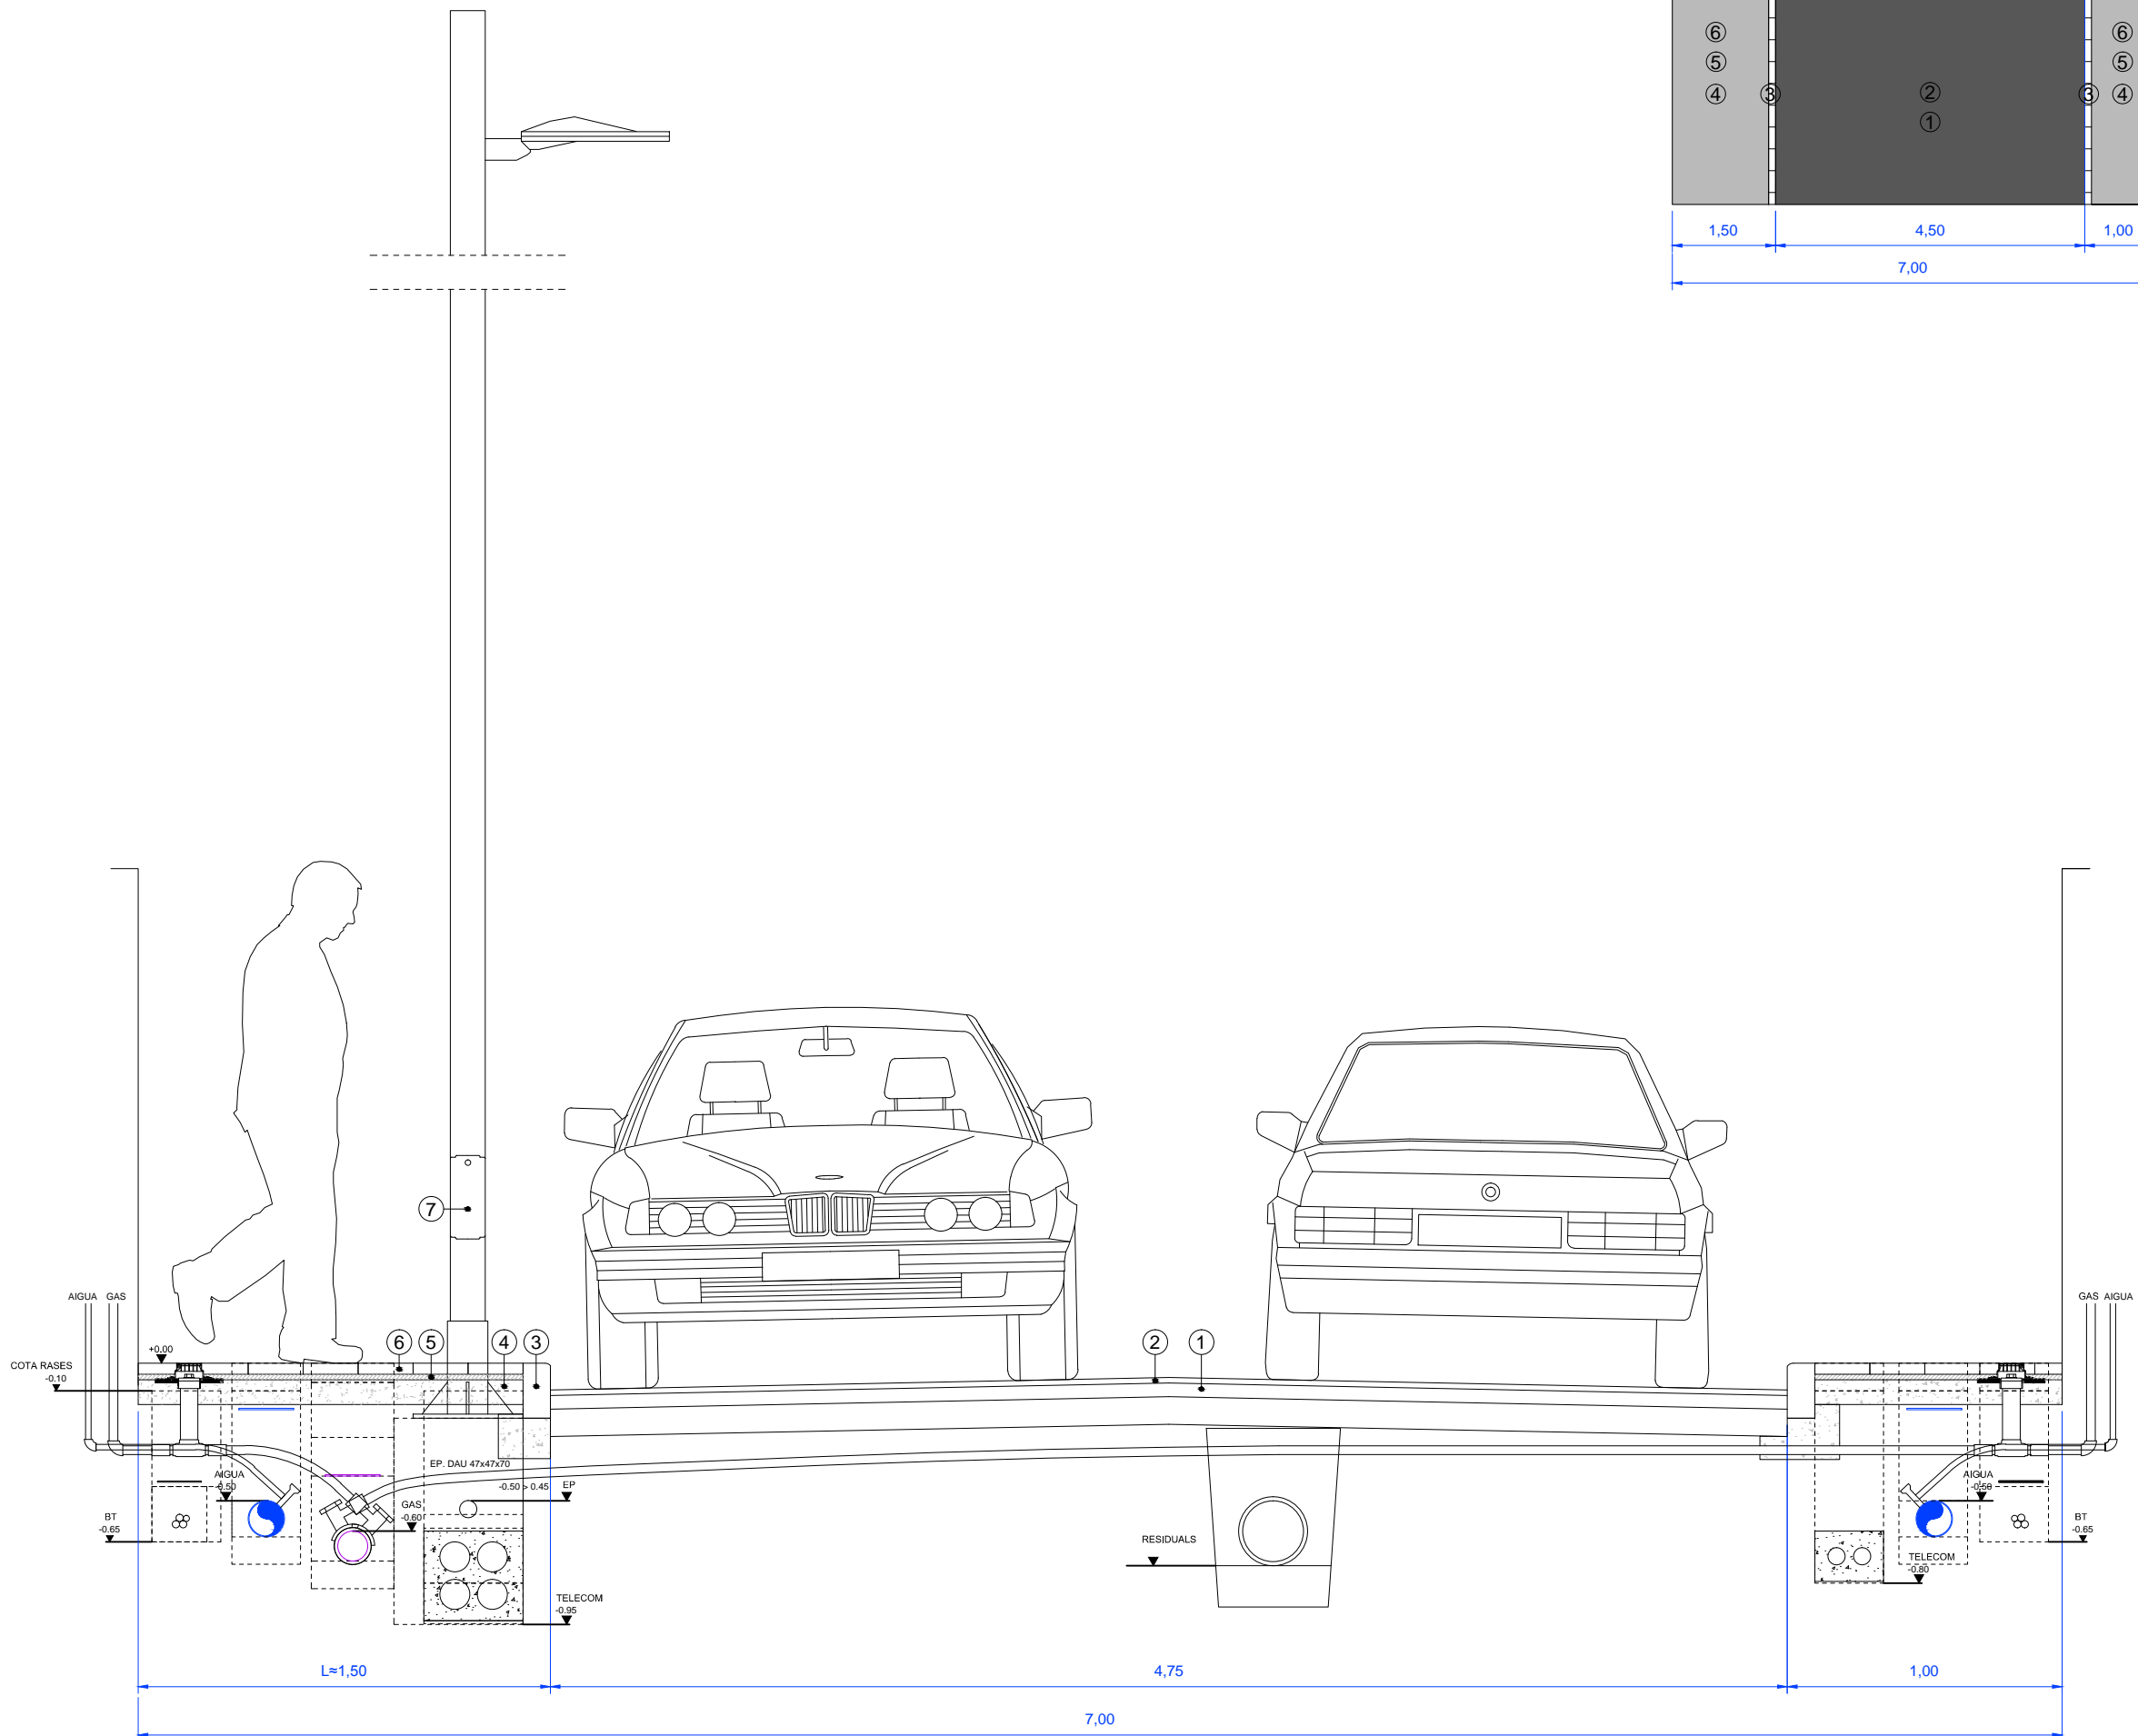 ⑥ ⑥
⑤ ⑤
④ ③ ② ③ ④
①
1,50 4,50 1,00
7,00
⑦
AIGUA GAS
GAS AIGUA
+0.00
⑥ ⑤ ④ ③ ② ①
COTA RASES
-0.10
EP. DAU 47x47x70
AIGUA
-0.50
-0.50 > 0.45 EP
GAS
-0.60
BT
-0.65
TELECOM
-0.95
RESIDUALS
AIGUA
-0.50
BT
-0.65
TELECOM
-0.80
L≈1,50 4,75 1,00
7,00